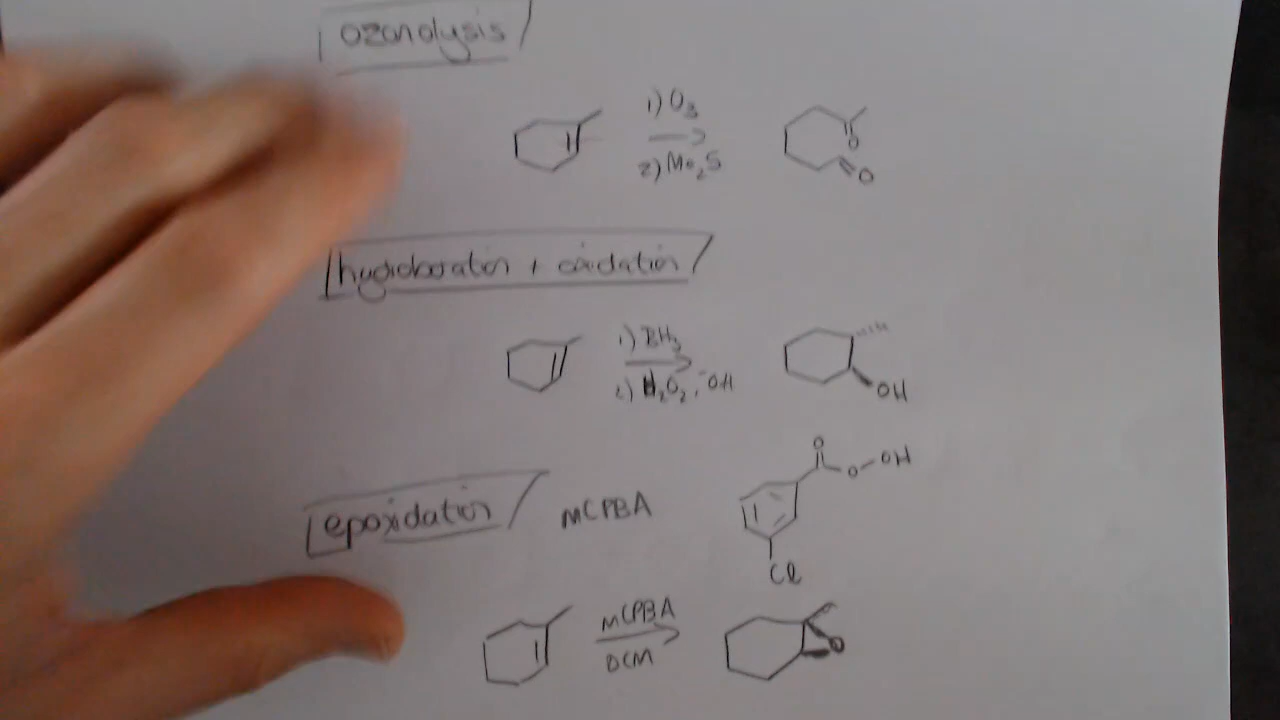 ozonolysis
1) O3
2) Me2S
O
O
hydroboration + oxidation
1) BH3
2) H2O2, -OH
OH
epoxidation
mCPBA
O
O OH
Cl
mCPBA
DCM
O